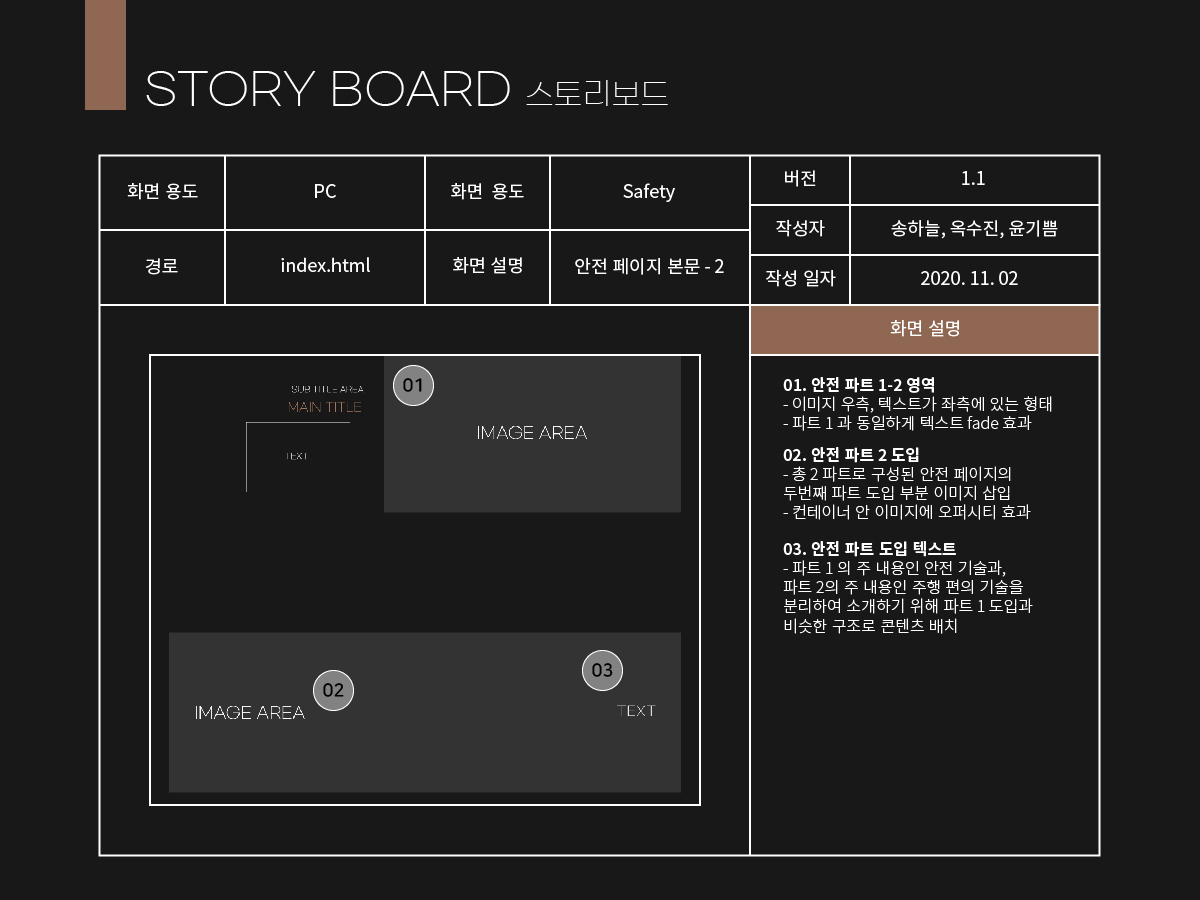 STORY BOARD 스토리보드
화면 용도
PC
화면 용도
Safety
버전
1.1
작성자
송하늘, 옥수진, 윤기쁨
경로
index.html
화면 설명
안전 페이지 본문 - 2
작성 일자
2020. 11. 02
화면 설명
SUB TITLE AREA
MAIN TITLE
TEXT
01
IMAGE AREA
IMAGE AREA
02
03
TEXT
01. 안전 파트 1-2 영역
- 이미지 우측, 텍스트가 좌측에 있는 형태
- 파트 1 과 동일하게 텍스트 fade 효과
02. 안전 파트 2 도입
- 총 2 파트로 구성된 안전 페이지의
두번째 파트 도입 부분 이미지 삽입
- 컨테이너 안 이미지에 오퍼시티 효과
03. 안전 파트 도입 텍스트
- 파트 1 의 주 내용인 안전 기술과,
파트 2의 주 내용인 주행 편의 기술을
분리하여 소개하기 위해 파트 1 도입과
비슷한 구조로 콘텐츠 배치